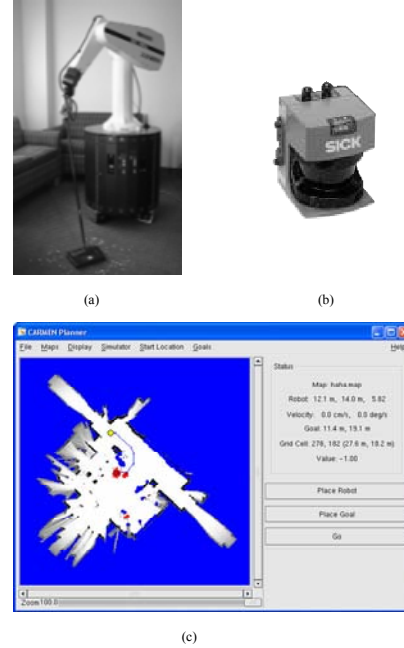 SICK
(a)
(b)
CARMEN Planner
File Maps Display Simulator Start Location Goals Help
Status
Map: haha.map
Robot: 12.1 m, 14.0 m, 5.82
Velocity: 0.0 cm/s, 0.0 deg/s
Goal: 11.4 m, 19.1 m
Grid Cell: 276, 182 (27.6 m, 18.2 m)
Value: -1.00
Place Robot
Place Goal
Go
Zoom 100.0
(c)